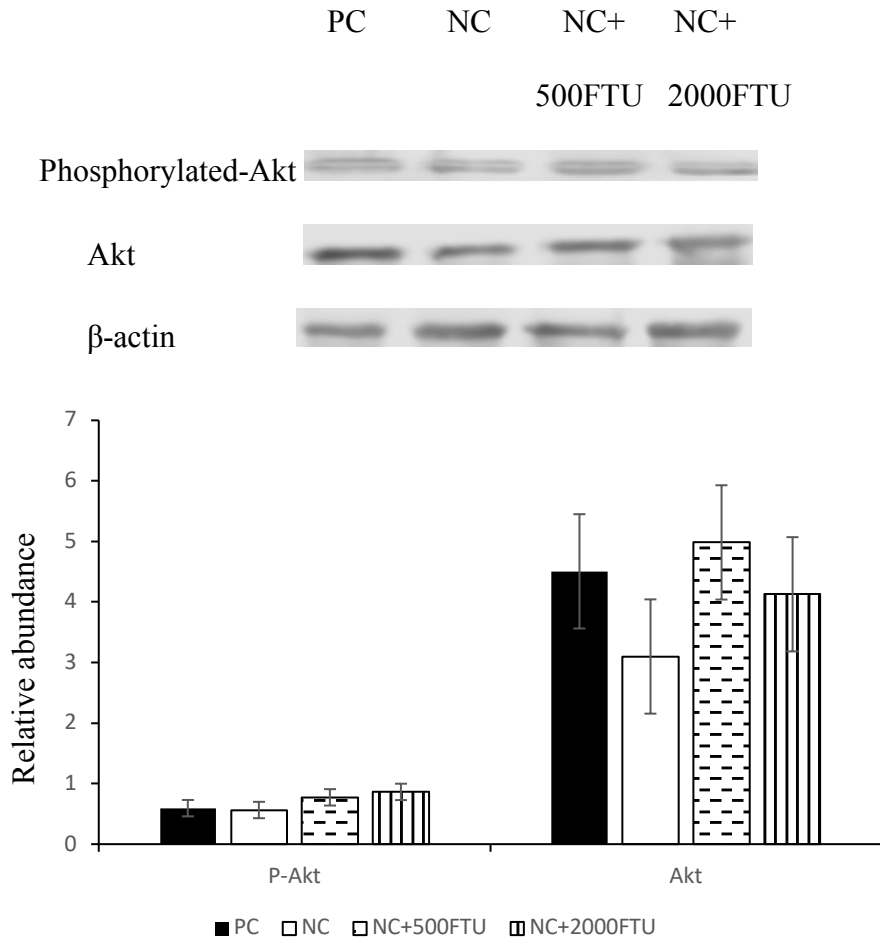 PC NC NC+ NC+
500FTU 2000FTU
Phosphorylated-Akt
Akt
β-actin
7
6
5
4
3
2
1
0
Relative abundance
P-Akt Akt
PC NC NC+500FTU NC+2000FTU